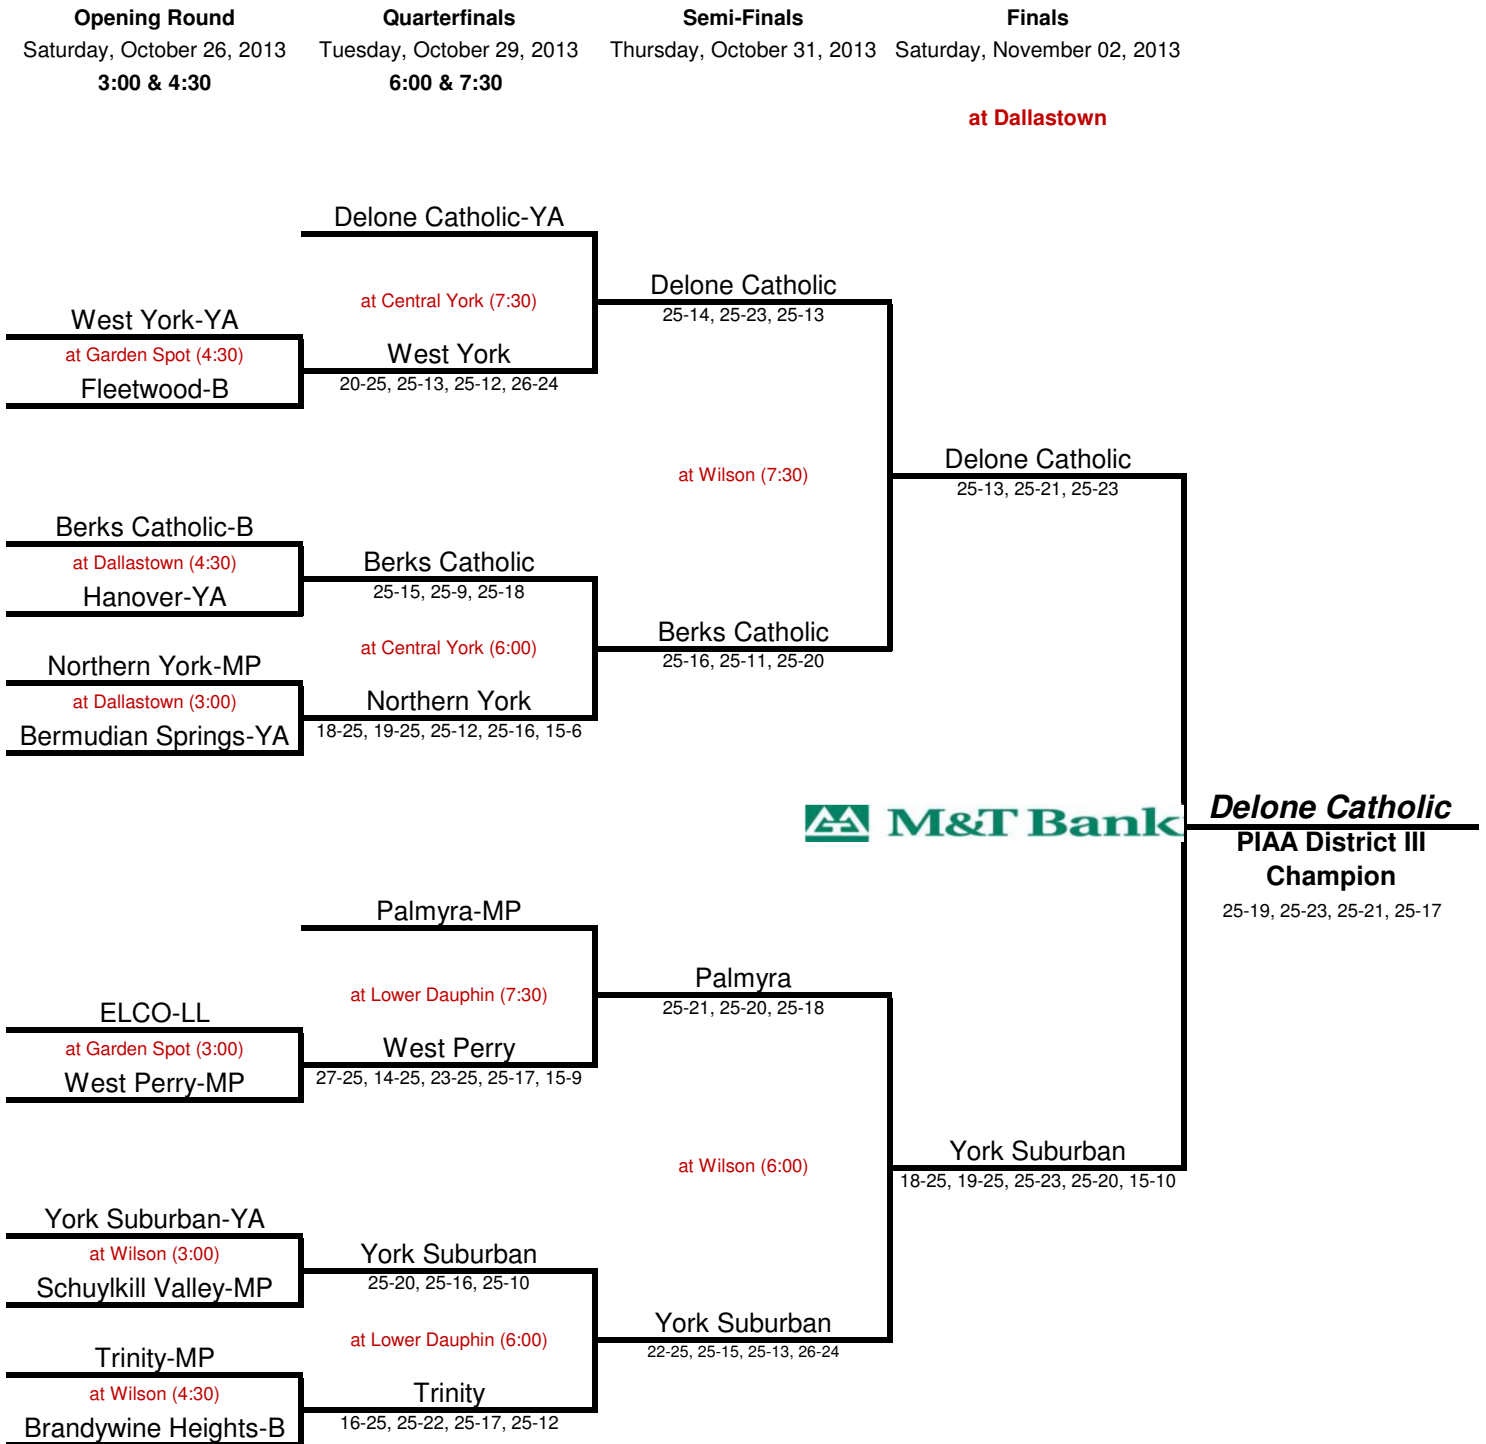 Opening Round
Saturday, October 26, 2013
3:00 & 4:30
Quarterfinals
Tuesday, October 29, 2013
6:00 & 7:30
Semi-Finals
Thursday, October 31, 2013
Finals
Saturday, November 02, 2013
at Dallastown
West York-YA
at Garden Spot (4:30)
Fleetwood-B
Berks Catholic-B
at Dallastown (4:30)
Hanover-YA
Northern York-MP
at Dallastown (3:00)
Bermudian Springs-YA
ELCO-LL
at Garden Spot (3:00)
West Perry-MP
York Suburban-YA
at Wilson (3:00)
Schuylkill Valley-MP
Trinity-MP
at Wilson (4:30)
Brandywine Heights-B
Delone Catholic-YA
at Central York (7:30)
West York
20-25, 25-13, 25-12, 26-24
Berks Catholic
25-15, 25-9, 25-18
at Central York (6:00)
Northern York
18-25, 19-25, 25-12, 25-16, 15-6
Palmyra-MP
at Lower Dauphin (7:30)
West Perry
27-25, 14-25, 23-25, 25-17, 15-9
York Suburban
25-20, 25-16, 25-10
at Lower Dauphin (6:00)
Trinity
16-25, 25-22, 25-17, 25-12
Delone Catholic
25-14, 25-23, 25-13
at Wilson (7:30)
Berks Catholic
25-16, 25-11, 25-20
Palmyra
25-21, 25-20, 25-18
at Wilson (6:00)
York Suburban
22-25, 25-15, 25-13, 26-24
Delone Catholic
25-13, 25-21, 25-23
M&T Bank
York Suburban
18-25, 19-25, 25-23, 25-20, 15-10
Delone Catholic
PIAA District III
Champion
25-19, 25-23, 25-21, 25-17